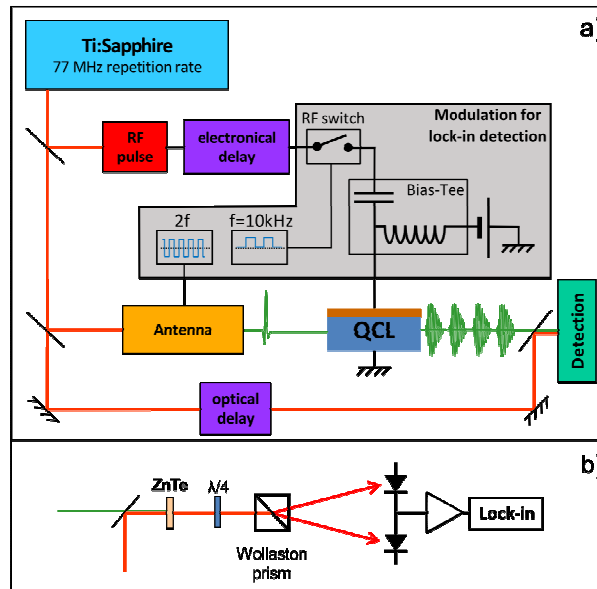 a)
Ti:Sapphire
77 MHz repetition rate
RF switch
Modulation for
lock-in detection
RF
pulse
electronical
delay
Bias-Tee
2f
f=10kHz
Antenna
QCL
Detection
optical
delay
b)
ZnTe
λ/4
Wollaston
prism
Lock-in